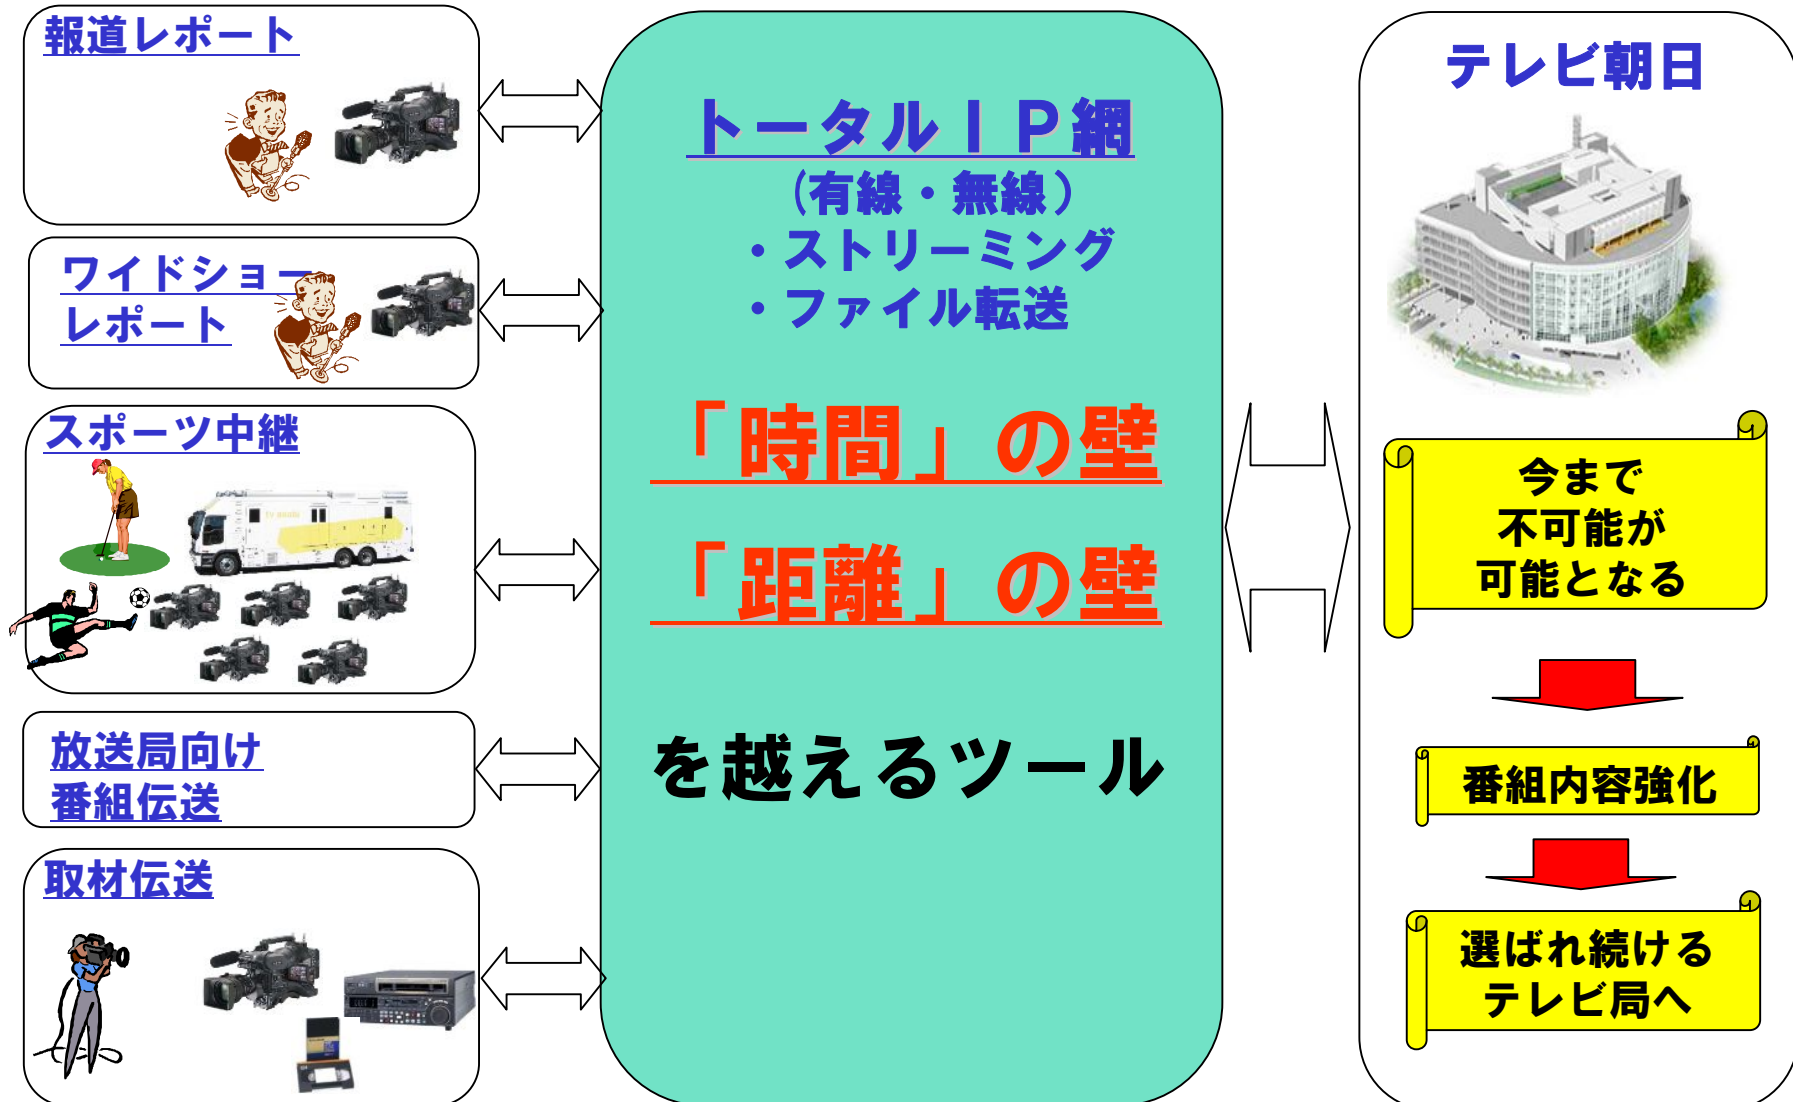 報道レポート
ワイドショー
レポート
スポーツ中継
tv asahi
放送局向け
番組伝送
取材伝送
トータルＩＰ網
(有線・無線）
・ストリーミング
・ファイル転送
「時間」の壁
「距離」の壁
を越えるツール
テレビ朝日
今まで
不可能が
可能となる
番組内容強化
選ばれ続ける
テレビ局へ